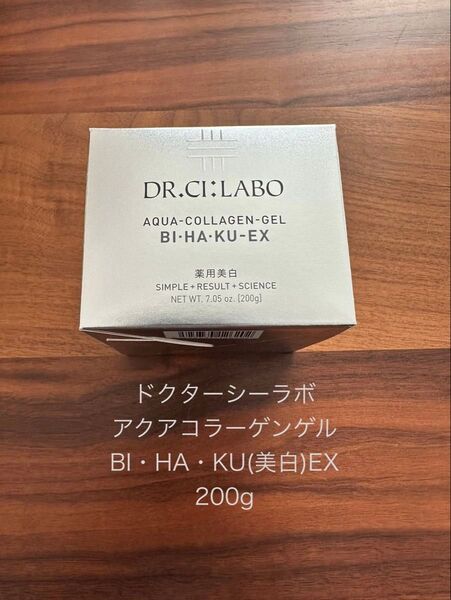 DR.CI:LABO
AQUA-COLLAGEN-GEL
BI·HA·KU-EX
薬用美白
SIMPLE+RESULT+SCIENCE
NET WT. 7.05 oz. [200g]
ドクターシーラボ
アクアコラーゲンゲル
BI・HA・KU(美白)EX
200g